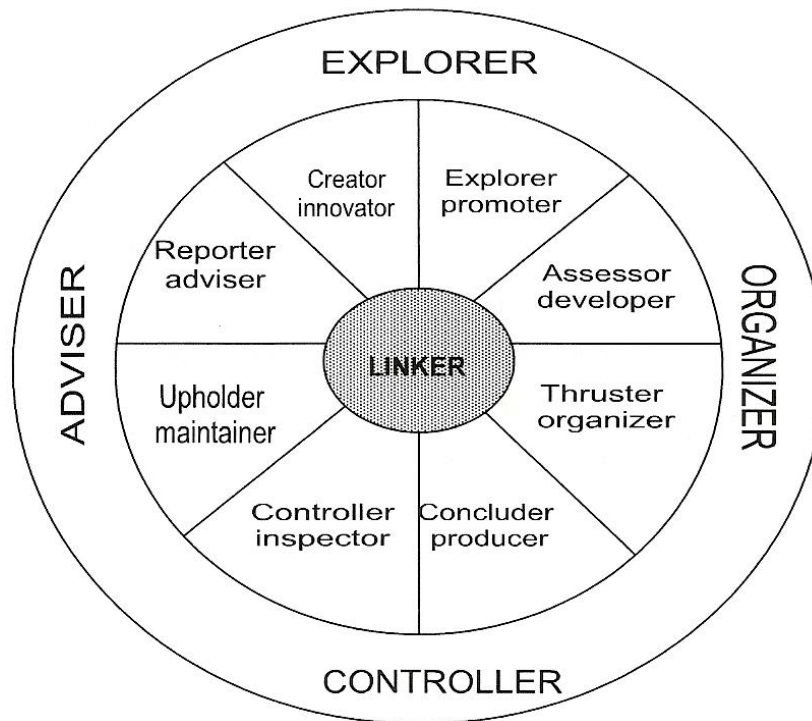 EXPLORER
Creator
innovator
Explorer
promoter
Reporter
adviser
Assessor
developer
ADVISER
LINKER
ORGANIZER
Upholder
maintainer
Thruster
organizer
Controller
inspector
Concluder
producer
CONTROLLER